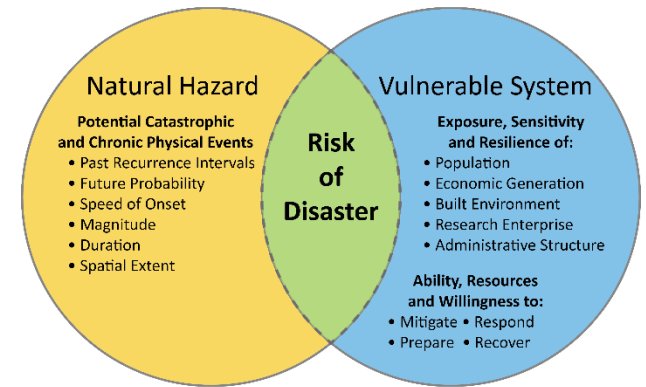 Natural Hazard
Potential Catastrophic
and Chronic Physical Events
• Past Recurrence Intervals
• Future Probability
• Speed of Onset
• Magnitude
• Duration
• Spatial Extent
Risk
of
Disaster
Vulnerable System
Exposure, Sensitivity
and Resilience of:
• Population
• Economic Generation
• Built Environment
• Research Enterprise
• Administrative Structure
Ability, Resources
and Willingness to:
• Mitigate • Respond
• Prepare • Recover